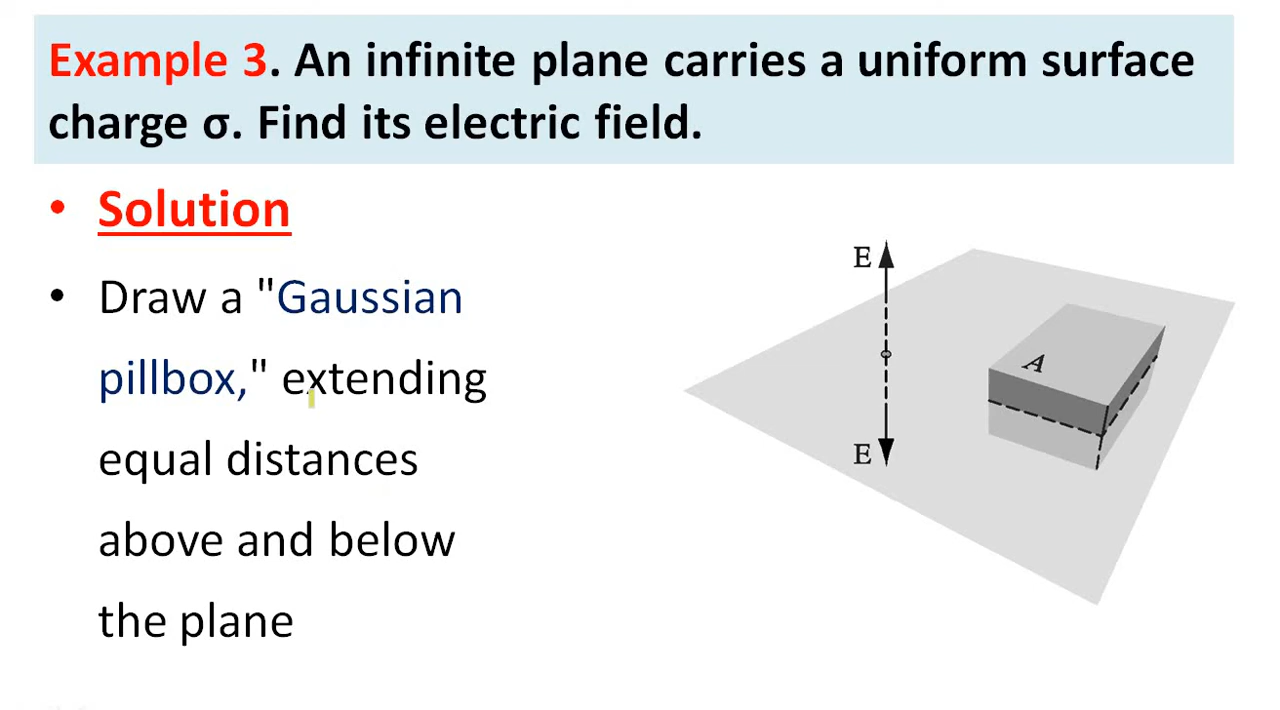 Example 3. An infinite plane carries a uniform surface
charge σ. Find its electric field.
• Solution
• Draw a "Gaussian
pillbox," extending
equal distances
above and below
the plane
E
A
E